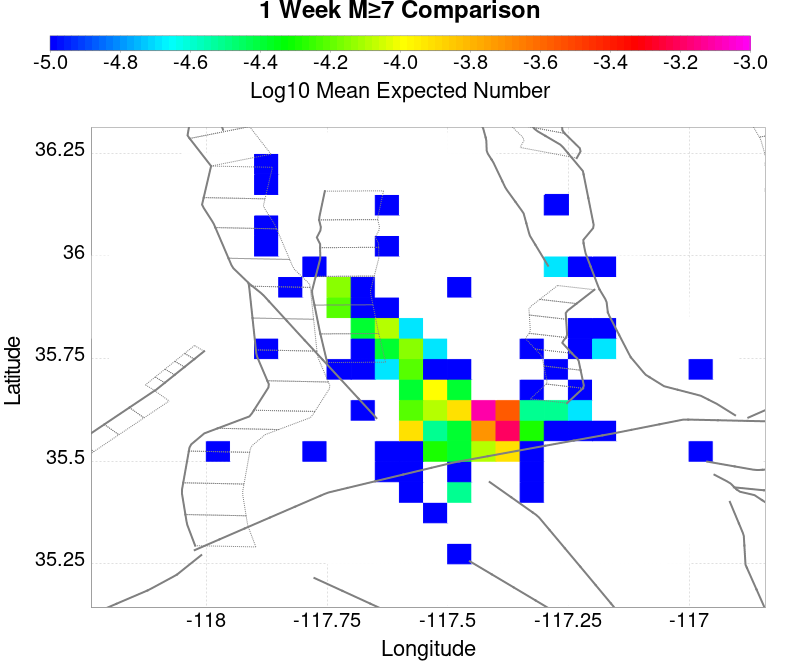 1 Week M≥7 Comparison
-5.0 -4.8 -4.6 -4.4 -4.2 -4.0 -3.8 -3.6 -3.4 -3.2 -3.0
Log10 Mean Expected Number
36.25
36
35.75
35.5
35.25
Latitude
-118 -117.75 -117.5 -117.25 -117
Longitude